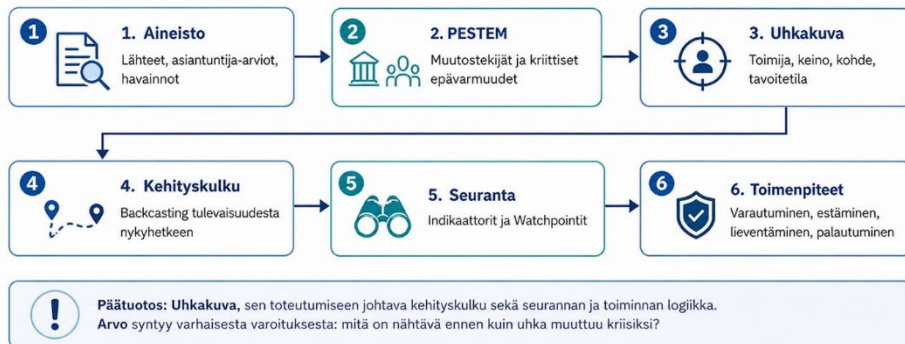 1
1. Aineisto
Lähteet, asiantuntija-arviot,
havainnot
2
2. PESTEM
Muutostekijät ja kriittiset
epävarmuudet
3
3. Uhkakuva
Toimija, keino, kohde,
tavoitetila
4
4. Kehityskulku
Backcasting tulevaisuudesta
nykyhetkeen
5
5. Seuranta
Indikaattorit ja Watchpointit
6
6. Toimenpiteet
Varautuminen, estäminen,
lieventäminen, palautuminen
!
Päätuotos: Uhkakuva, sen toteutumiseen johtava kehityskulku sekä seurannan ja toiminnan logiikka.
Arvo syntyy varhaisesta varoituksesta: mitä on nähtävä ennen kuin uhka muuttuu kriisiksi?